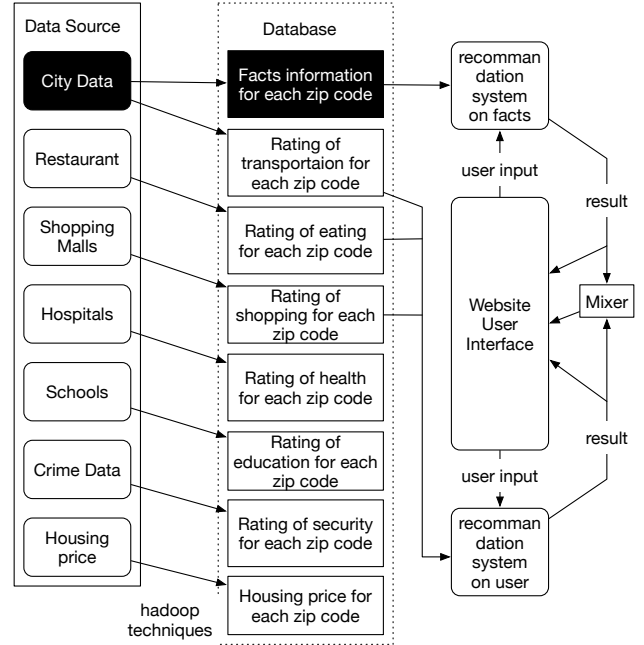 Data Source
City Data
Restaurant
Shopping
Malls
Hospitals
Schools
Crime Data
Housing
price
hadoop
techniques
Database
Facts information
for each zip code
Rating of
transportaion for
each zip code
Rating of eating
for each zip code
Rating of
shopping for each
zip code
Rating of health
for each zip code
Rating of
education for each
zip code
Rating of security
for each zip code
Housing price for
each zip code
recomman
dation
system
on facts
user input
Website
User
Interface
user input
recomman
dation
system
on user
result
Mixer
result